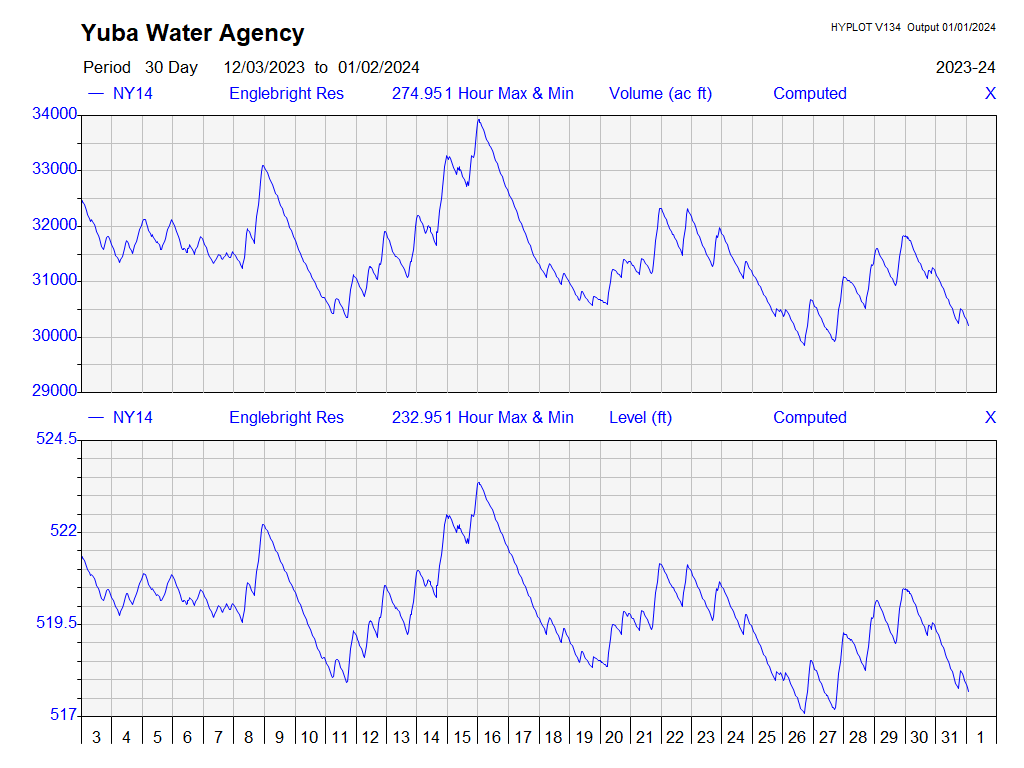 Yuba Water Agency
HYPLOT V134 Output 01/01/2024
Period 30 Day 12/03/2023 to 01/02/2024 2023-24
NY14 Englebright Res 274.951 Hour Max & Min Volume (ac ft) Computed X
34000
33000
32000
31000
30000
29000
NY14 Englebright Res 232.951 Hour Max & Min Level (ft) Computed X
524.5
522
519.5
517
3 4 5 6 7 8 9 10 11 12 13 14 15 16 17 18 19 20 21 22 23 24 25 26 27 28 29 30 31 1